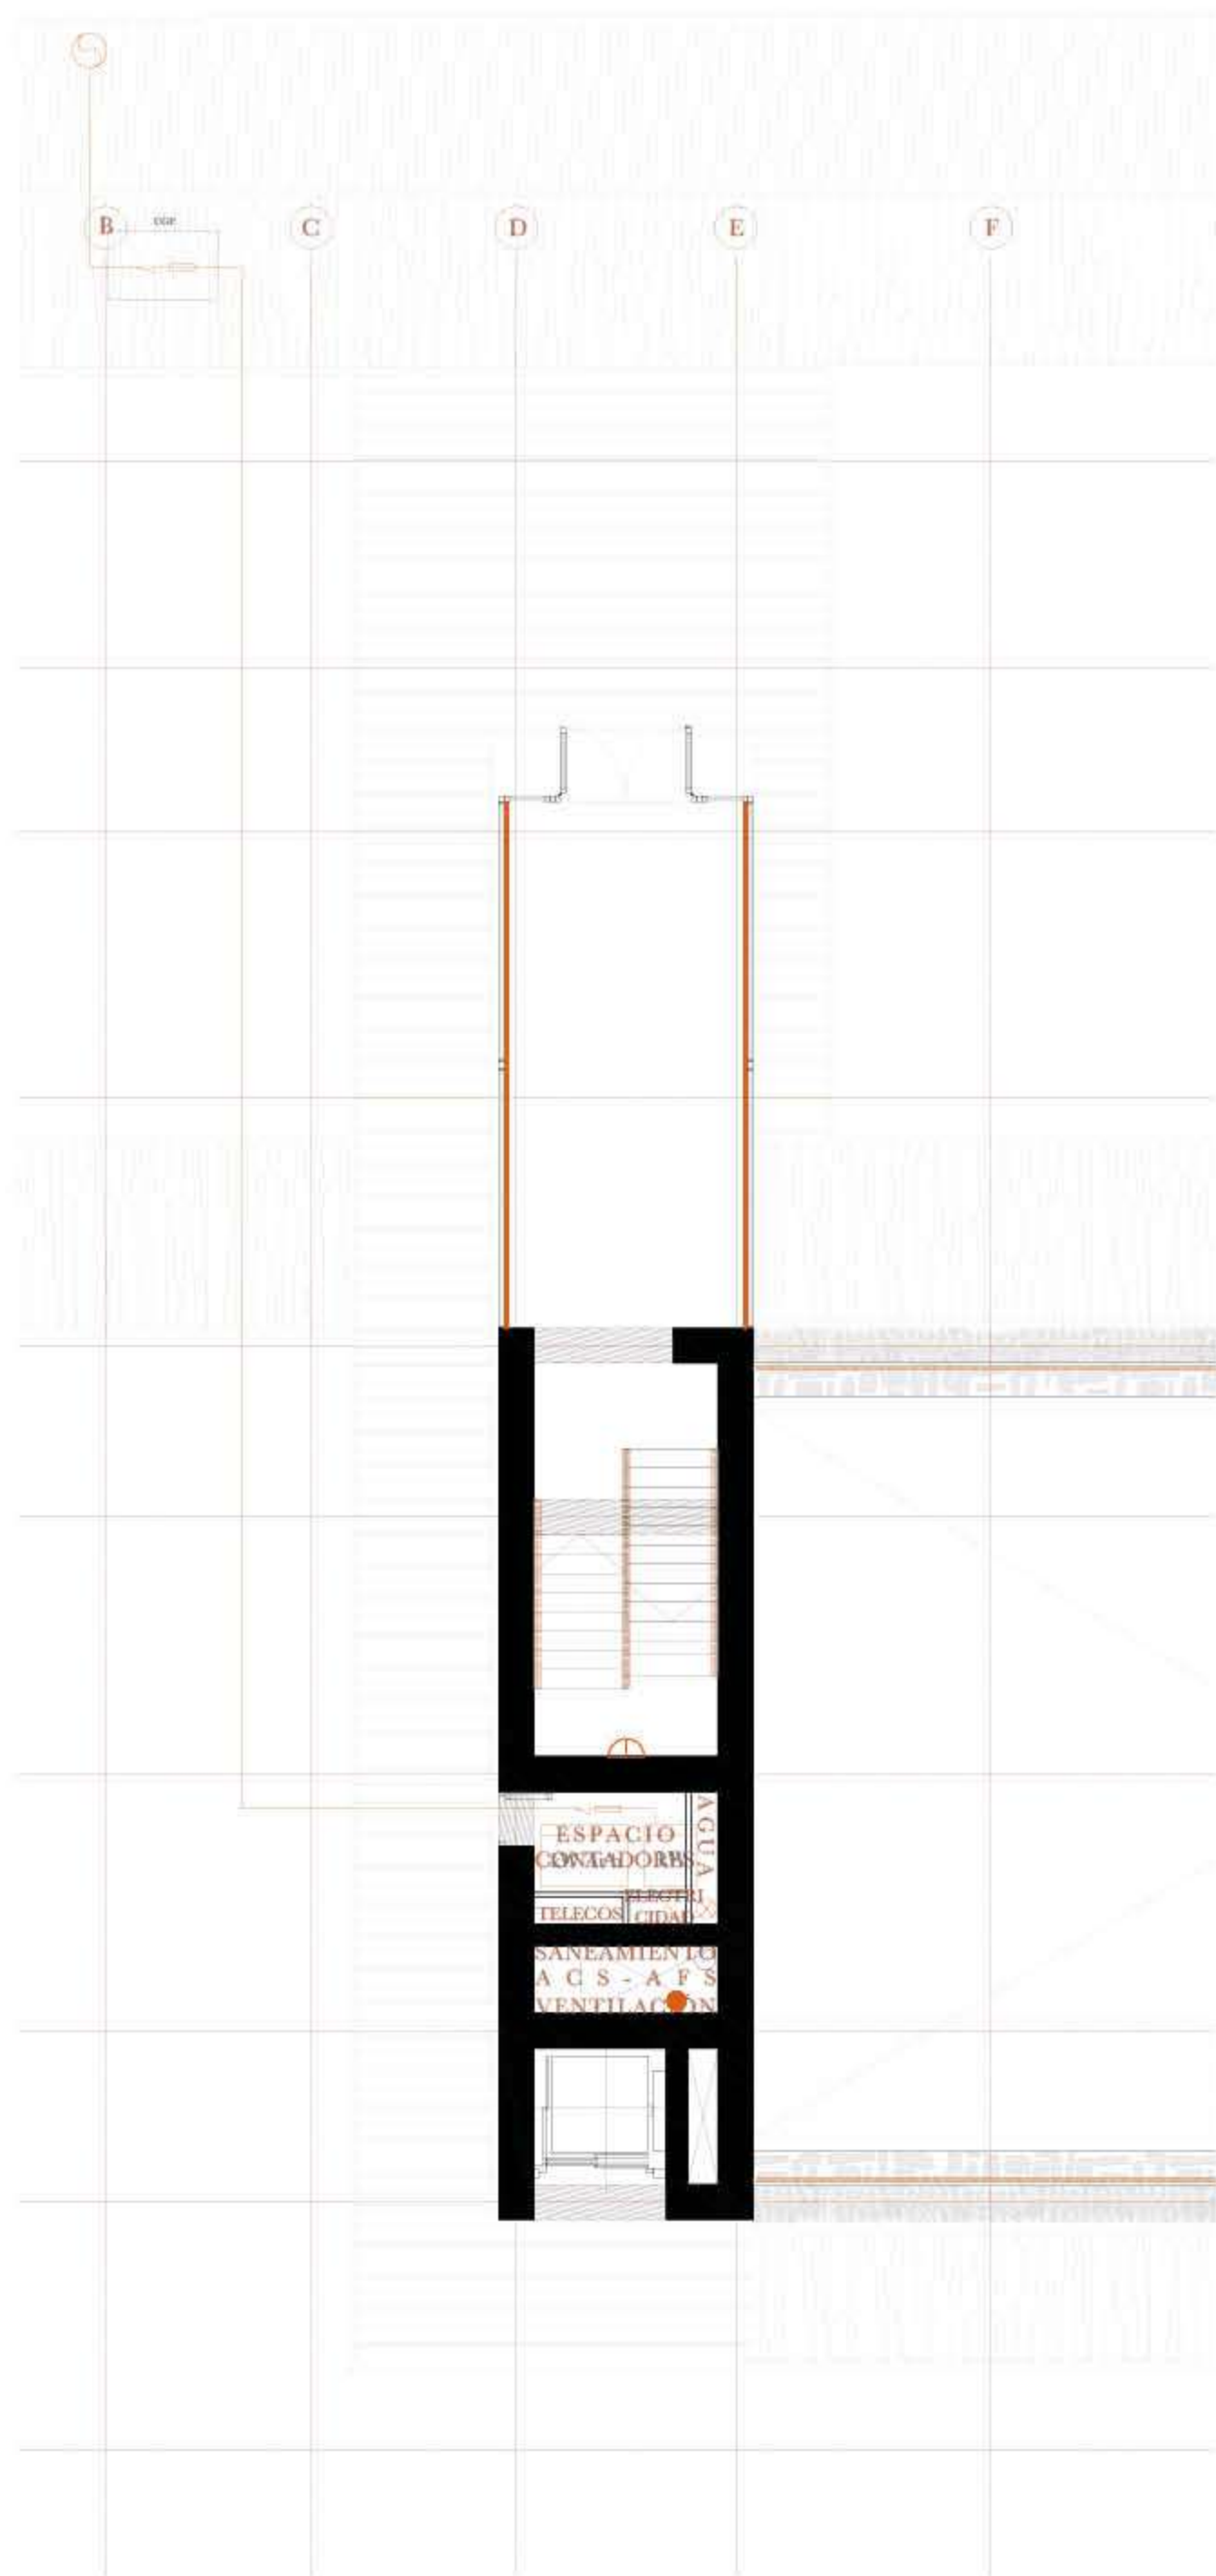 B
CGP
C
D
E
F
ESPACIO
CONTADORES
AGUA
ELECTRI
CIDAD
TELECOS
SANEAMIENTO
A C S - A F S
VENTILACIÓN